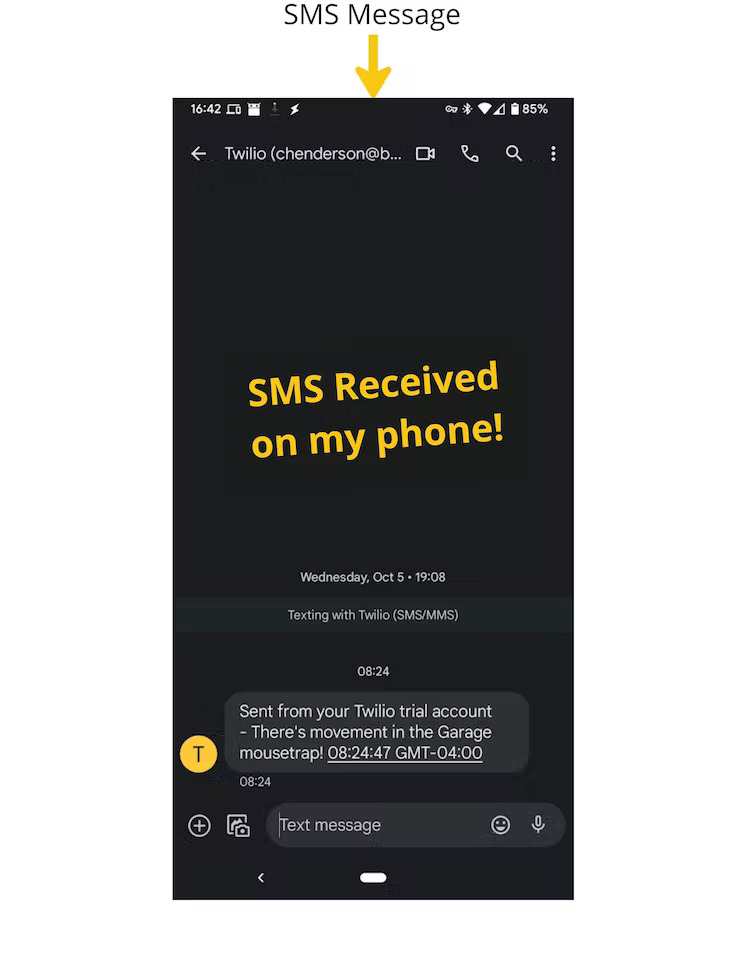 SMS Message
16:42 85%
Twilio (chenderson@b...
SMS Received
on my phone!
Wednesday, Oct 5 • 19:08
Texting with Twilio (SMS/MMS)
08:24
Sent from your Twilio trial account
- There's movement in the Garage
mousetrap! 08:24:47 GMT-04:00
T
08:24
Text message